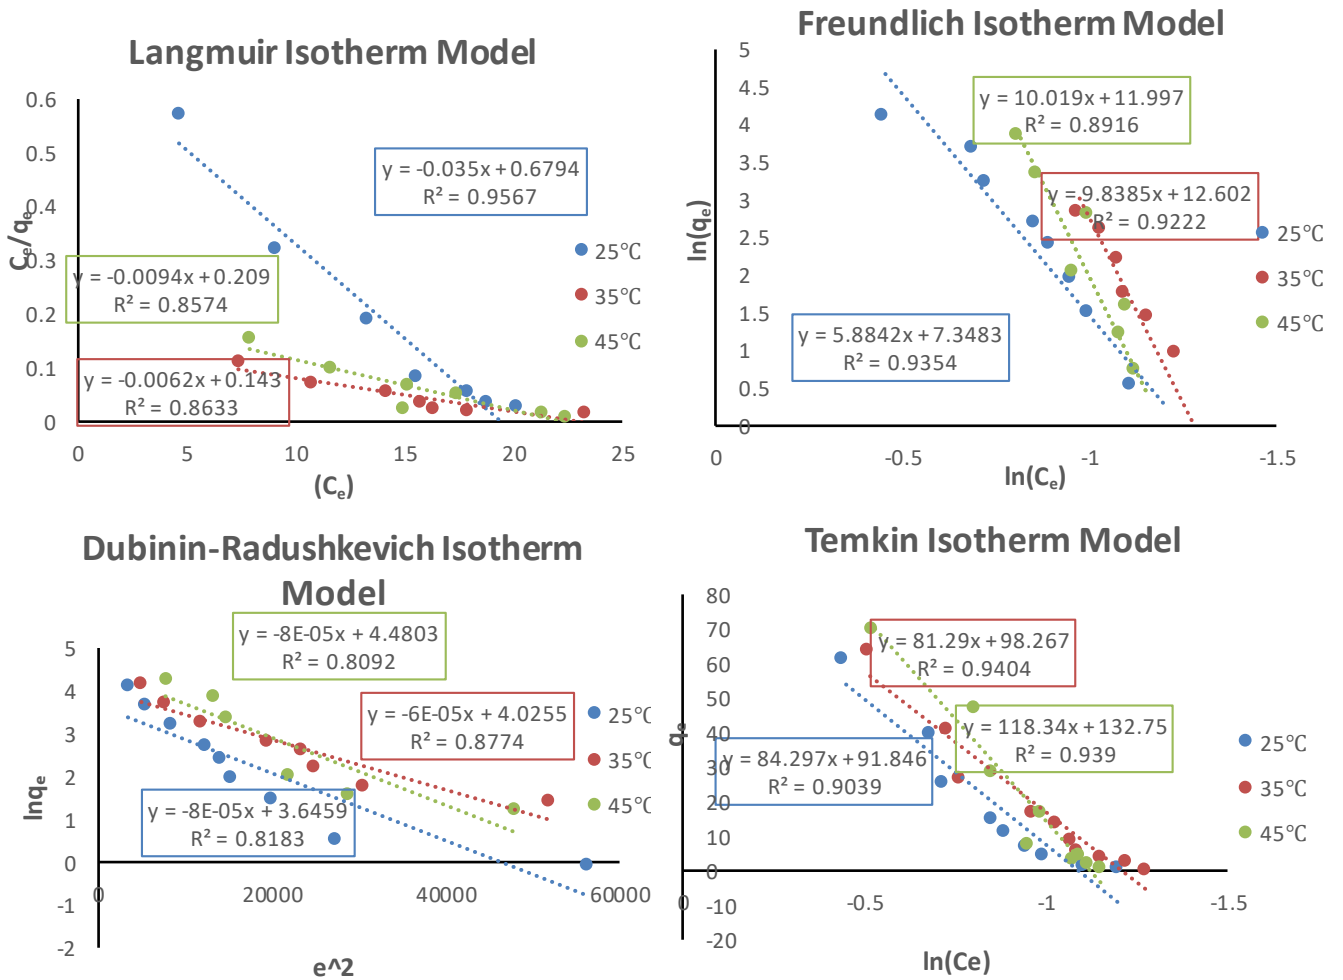 Langmuir Isotherm Model
0.6
0.5
0.4
0.3
0.2
0.1
0
Cₑ/qₑ
y = -0.035x + 0.6794
R² = 0.9567
y = -0.0094x + 0.209
R² = 0.8574
y = -0.0062x + 0.143
R² = 0.8633
25℃
35℃
45℃
0 5 10 15 20 25
(Cₑ)
Freundlich Isotherm Model
5
4.5
4
3.5
3
2.5
2
1.5
1
0.5
0
ln(qₑ)
y = 10.019x + 11.997
R² = 0.8916
y = 9.8385x + 12.602
R² = 0.9222
y = 5.8842x + 7.3483
R² = 0.9354
25℃
35℃
45℃
0 -0.5 -1 -1.5
ln(Cₑ)
Dubinin-Radushkevich Isotherm
Model
5
4
3
2
1
0
-1
-2
lnqₑ
y = -8E-05x + 4.4803
R² = 0.8092
y = -6E-05x + 4.0255
R² = 0.8774
y = -8E-05x + 3.6459
R² = 0.8183
25℃
35℃
45℃
0 20000 40000 60000
e^2
Temkin Isotherm Model
80
70
60
50
40
30
20
10
0
-10
-20
qₑ
y = 81.29x + 98.267
R² = 0.9404
y = 118.34x + 132.75
R² = 0.939
y = 84.297x + 91.846
R² = 0.9039
25℃
35℃
45℃
-0.5 -1 -1.5
ln(Ce)